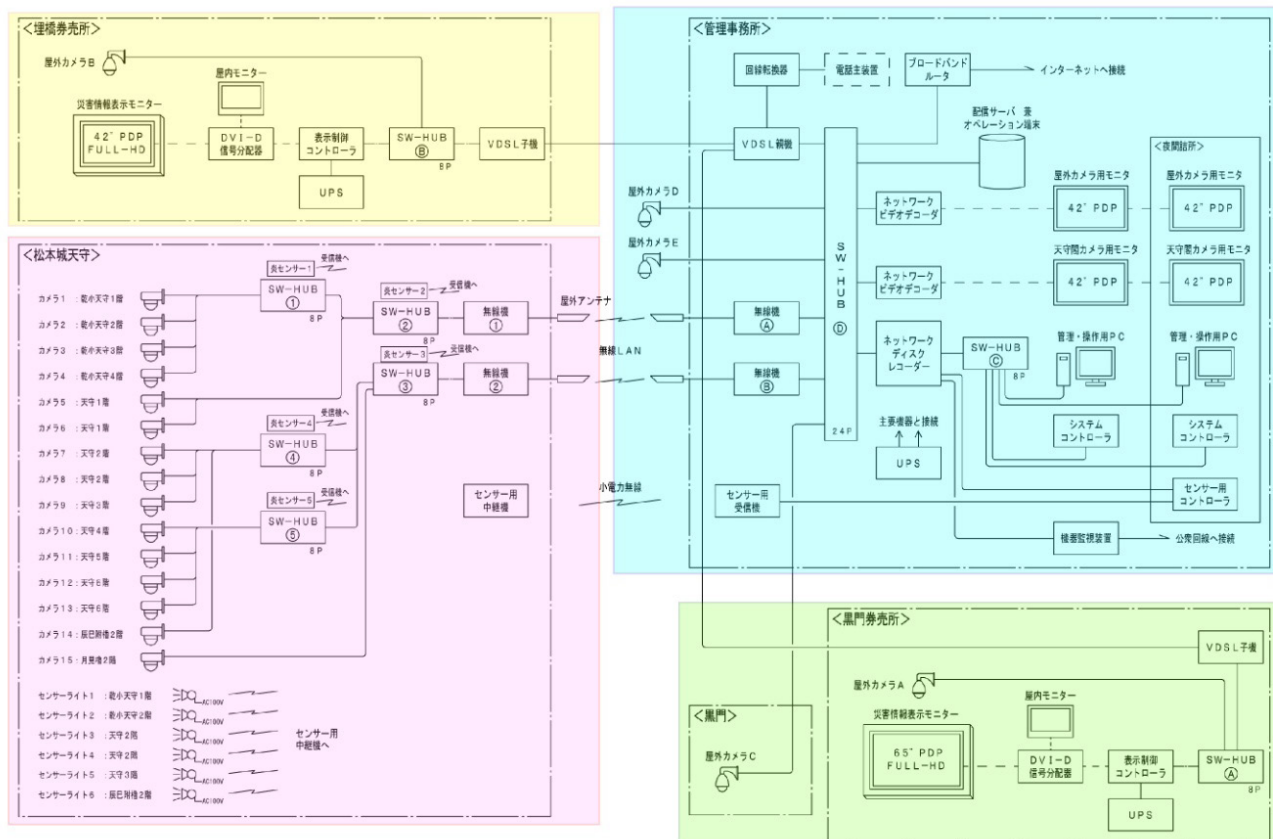 <埋橋券売所>
屋外カメラB
屋内モニター
災害情報表示モニター
42" PDP
FULL-HD
DVI-D
信号分配器
表示制御
コントローラ
UPS
SW-HUB
Ⓑ
8P
VDSL子機
<松本城天守>
カメラ1 :乾小天守1階
カメラ2 :乾小天守2階
カメラ3 :乾小天守3階
カメラ4 :乾小天守4階
カメラ5 :天守1階
カメラ6 :天守1階
カメラ7 :天守2階
カメラ8 :天守2階
カメラ9 :天守3階
カメラ10:天守4階
カメラ11:天守5階
カメラ12:天守6階
カメラ13:天守6階
カメラ14:辰巳附櫓2階
カメラ15:月見櫓2階
炎センサー1
受信機へ
SW-HUB
①
8P
炎センサー2
受信機へ
SW-HUB
②
8P
無線機
①
炎センサー3
受信機へ
SW-HUB
③
8P
無線機
②
炎センサー4
受信機へ
SW-HUB
④
8P
炎センサー5
受信機へ
SW-HUB
⑤
8P
センサー用
中継機
センサーライト1 :乾小天守1階
AC100V
センサーライト2 :乾小天守2階
AC100V
センサーライト3 :天守2階
AC100V
センサーライト4 :天守2階
AC100V
センサーライト5 :天守3階
AC100V
センサーライト6 :辰巳附櫓2階
AC100V
センサー用
中継機へ
屋外アンテナ
無線LAN
小電力無線
<管理事務所>
回線転換器
電話主装置
ブロードバンド
ルータ
インターネットへ接続
VDSL親機
配信サーバ 兼
オペレーション端末
屋外カメラD
屋外カメラE
無線機
Ⓐ
無線機
Ⓑ
SW-HUB
Ⓓ
24P
ネットワーク
ビデオデコーダ
ネットワーク
ビデオデコーダ
ネットワーク
ディスク
レコーダー
主要機器と接続
UPS
SW-HUB
Ⓒ
8P
屋外カメラ用モニタ
42" PDP
天守閣カメラ用モニタ
42" PDP
管理・操作用PC
システム
コントローラ
<夜間詰所>
屋外カメラ用モニタ
42" PDP
天守閣カメラ用モニタ
42" PDP
管理・操作用PC
システム
コントローラ
センサー用
コントローラ
センサー用
受信機
機器監視装置
公衆回線へ接続
<黒門>
屋外カメラC
<黒門券売所>
VDSL子機
屋外カメラA
屋内モニター
災害情報表示モニター
65" PDP
FULL-HD
DVI-D
信号分配器
表示制御
コントローラ
SW-HUB
Ⓐ
8P
UPS